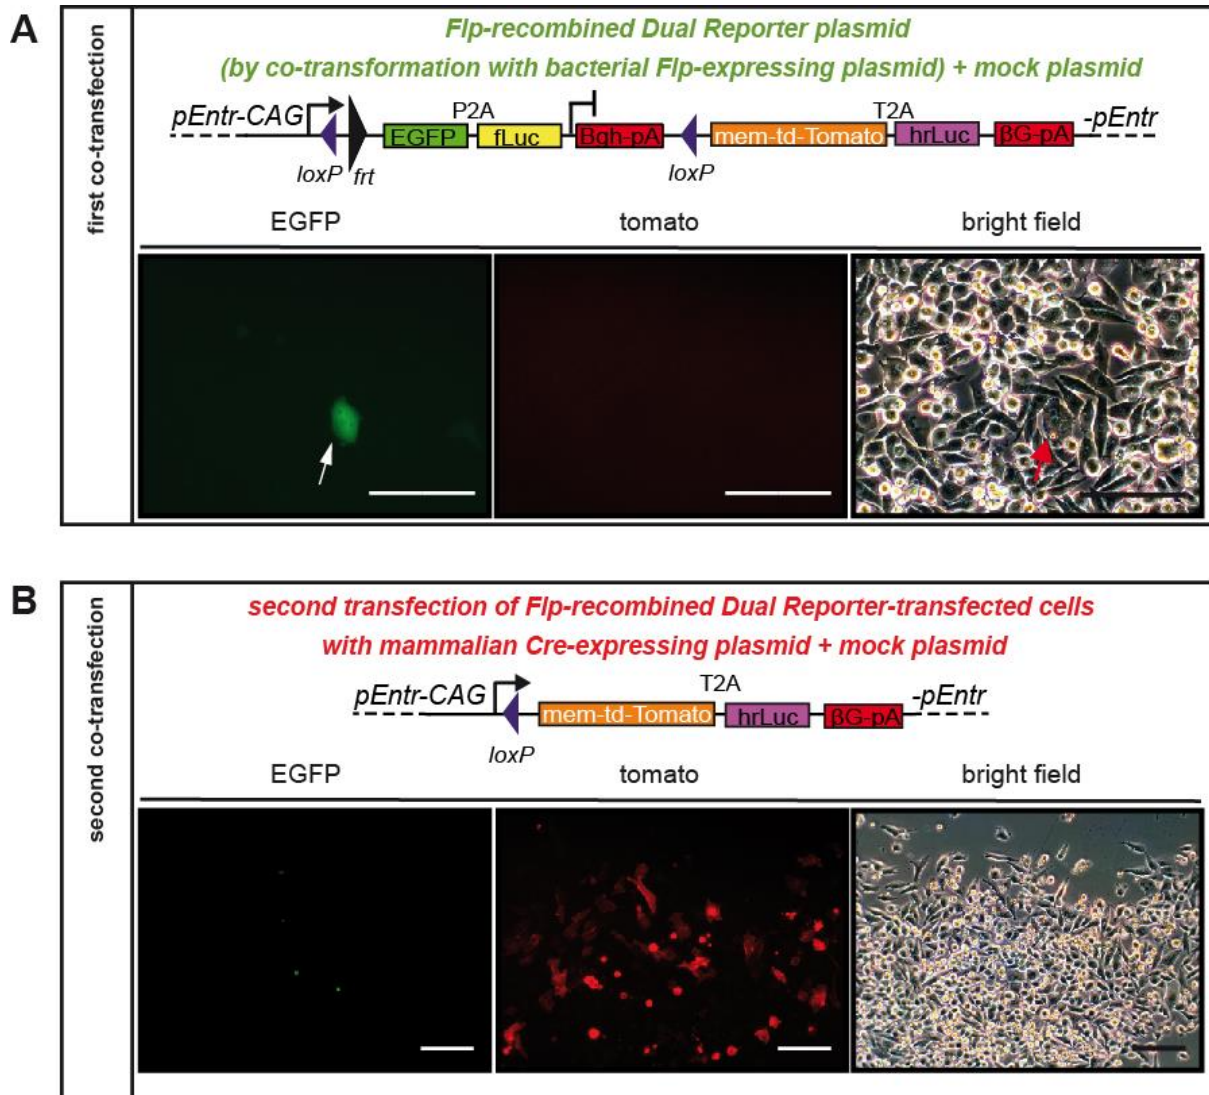 A
first co-transfection
Flp-recombined Dual Reporter plasmid
(by co-transformation with bacterial Flp-expressing plasmid) + mock plasmid
pEntr-CAG
P2A
T2A
-pEntr
EGFP
fLuc
Bgh-pA
mem-td-Tomato
hrLuc
βG-pA
loxP
frt
loxP
EGFP
tomato
bright field
B
second co-transfection
second transfection of Flp-recombined Dual Reporter-transfected cells
with mammalian Cre-expressing plasmid + mock plasmid
T2A
pEntr-CAG
-pEntr
mem-td-Tomato
hrLuc
βG-pA
loxP
EGFP
tomato
bright field